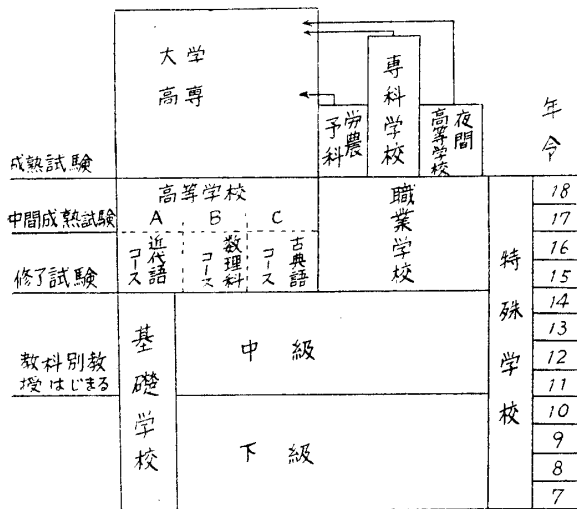 大学
高専
専科学校
労農
予科
夜間
高等学校
年令
成熟試験
高等学校
職業学校
特殊学校
18
中間成熟試験
A
B
C
17
近代語
コース
数理科
コース
古典語
コース
16
修了試験
15
14
基礎学校
13
教科別教
授はじまる
中級
12
11
10
下級
9
8
7